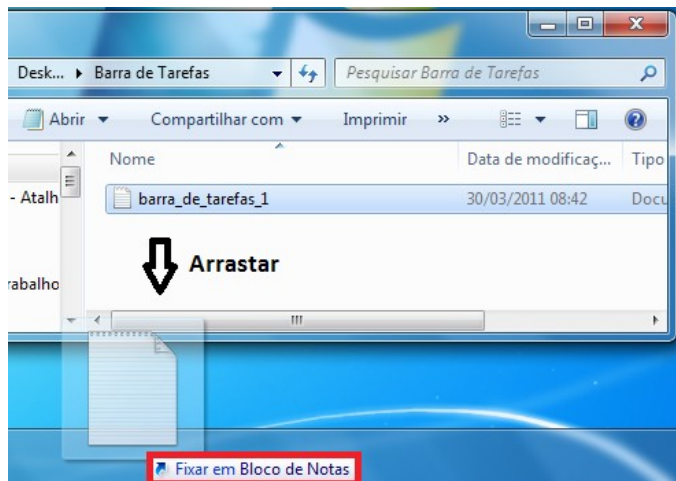 Desk... Barra de Tarefas Pesquisar Barra de Tarefas
Abrir Compartilhar com Imprimir »
Nome Data de modificaç... Tipo
- Atalh barra_de_tarefas_1 30/03/2011 08:42 Docu
Arrastar
rabalho
Fixar em Bloco de Notas